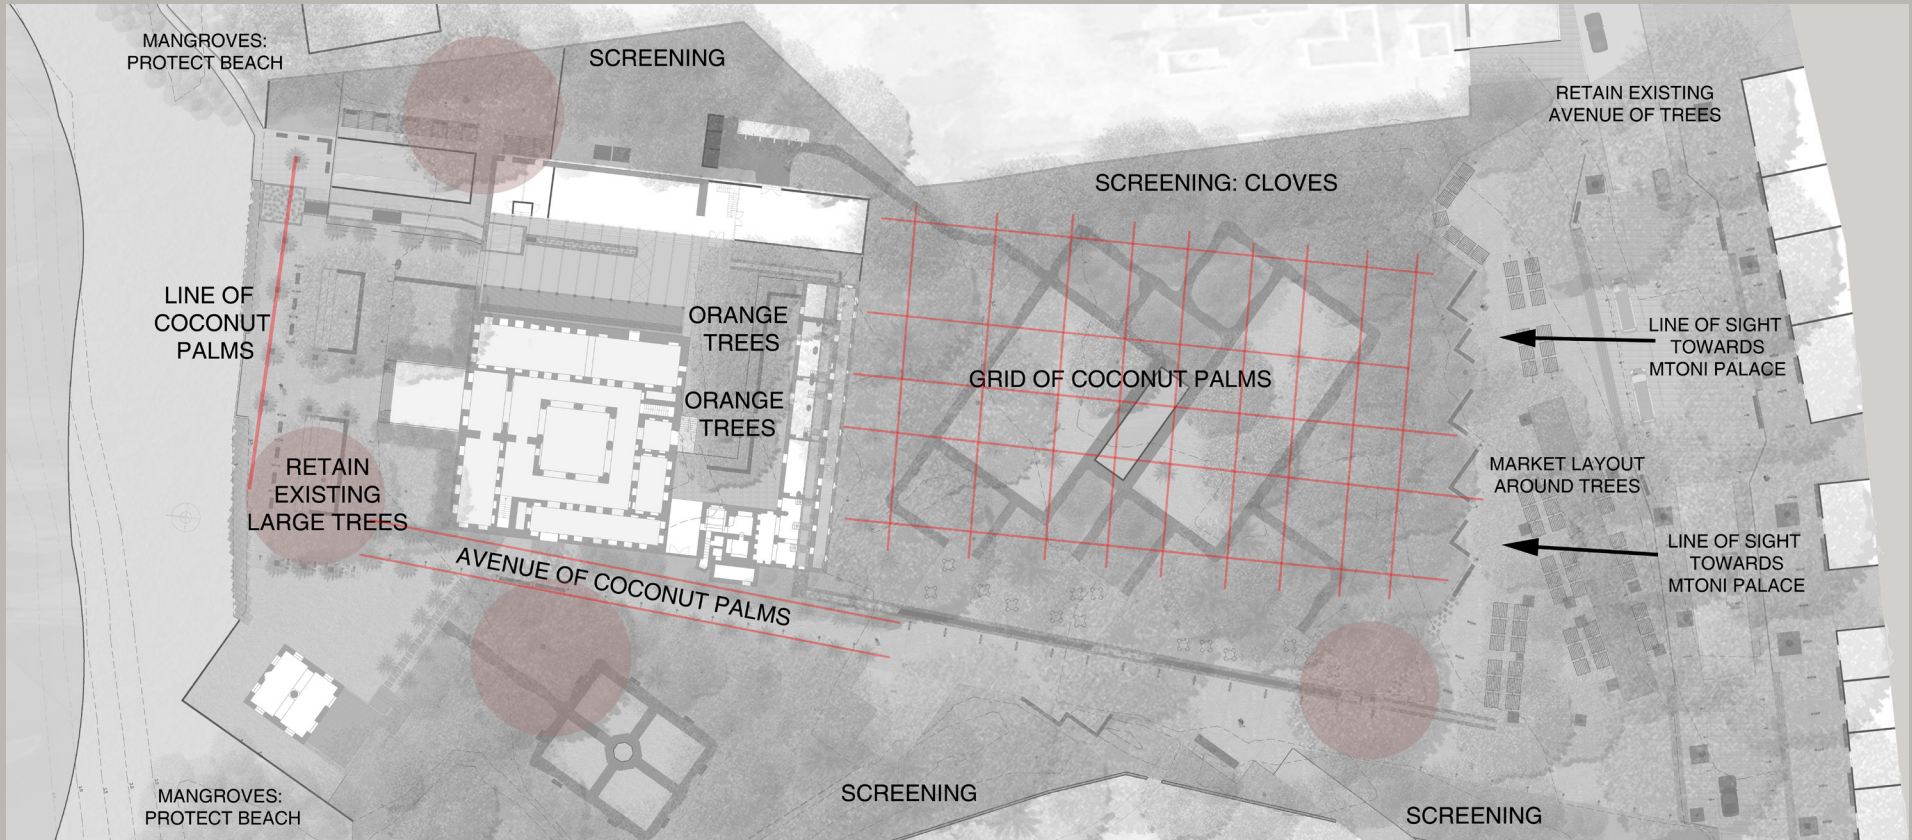 MANGROVES:
PROTECT BEACH
SCREENING
RETAIN EXISTING
AVENUE OF TREES
SCREENING: CLOVES
LINE OF
COCONUT
PALMS
ORANGE
TREES
LINE OF SIGHT
TOWARDS
MTONI PALACE
GRID OF COCONUT PALMS
ORANGE
TREES
RETAIN
EXISTING
LARGE TREES
MARKET LAYOUT
AROUND TREES
AVENUE OF COCONUT PALMS
LINE OF SIGHT
TOWARDS
MTONI PALACE
MANGROVES:
PROTECT BEACH
SCREENING
SCREENING